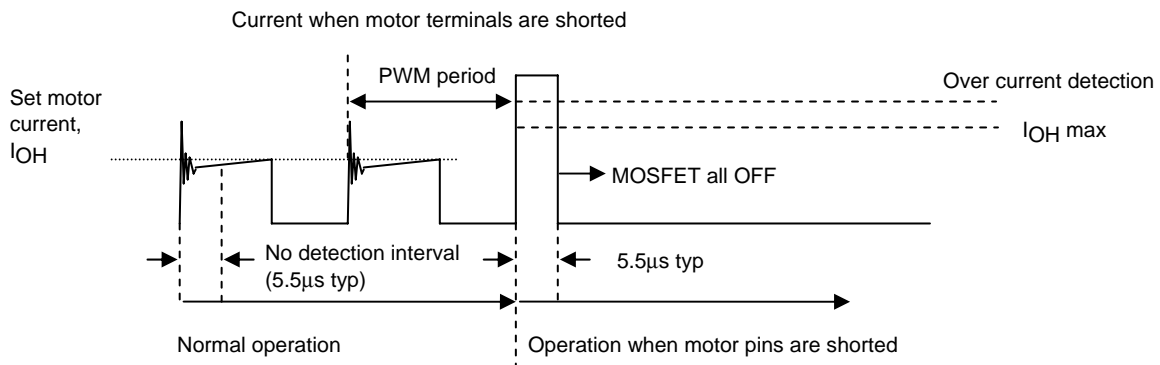 Current when motor terminals are shorted
PWM period
Over current detection
Set motor
current,
IOH
IOH max
MOSFET all OFF
No detection interval
(5.5μs typ)
5.5μs typ
Normal operation
Operation when motor pins are shorted